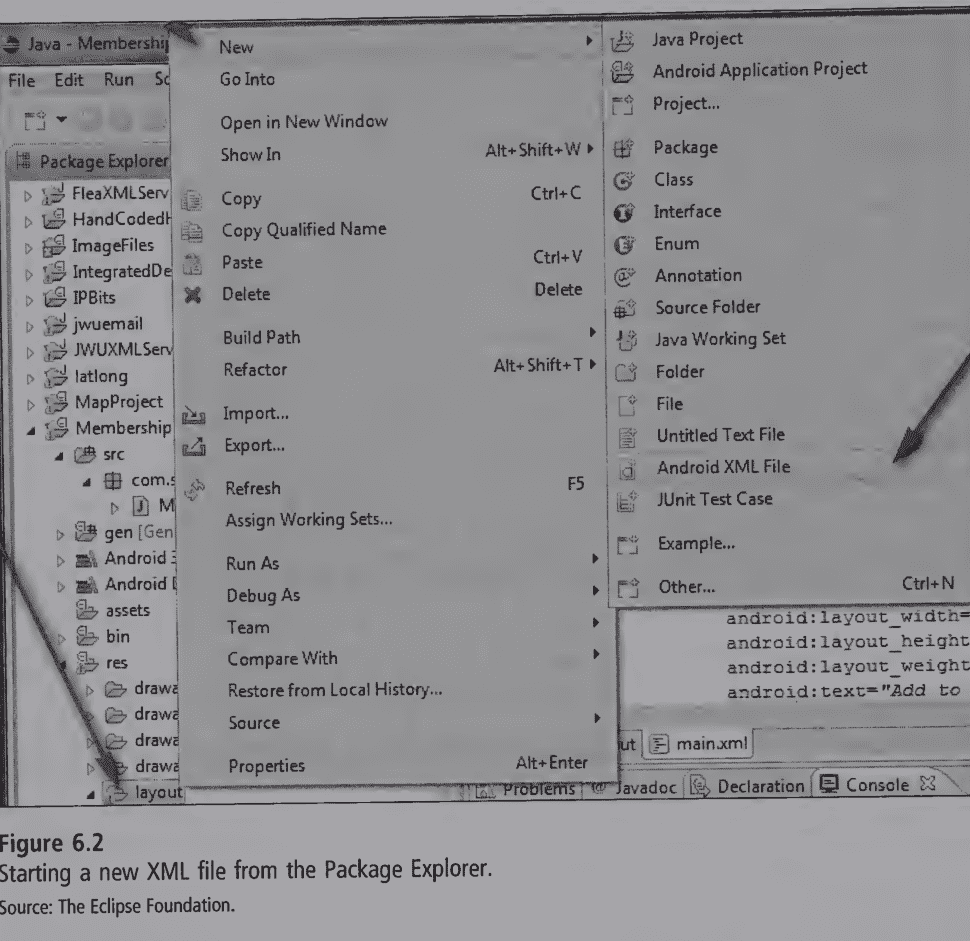 Java - Membership
File Edit Run
Package Explorer
FleaXMLServ
HandCodedH
ImageFiles
IntegratedDe
IPBits
jwuemail
JWUXMLServ
latlong
MapProject
Membership
src
com.s
M
gen [Gen
Android 3
Android D
assets
bin
res
drawa
drawa
drawa
drawa
layout
New
Go Into
Open in New Window
Show In Alt+Shift+W
Copy Ctrl+C
Copy Qualified Name
Paste Ctrl+V
Delete Delete
Build Path
Refactor Alt+Shift+T
Import...
Export...
Refresh F5
Assign Working Sets...
Run As
Debug As
Team
Compare With
Restore from Local History...
Source
Properties Alt+Enter
Java Project
Android Application Project
Project...
Package
Class
Interface
Enum
Annotation
Source Folder
Java Working Set
Folder
File
Untitled Text File
Android XML File
JUnit Test Case
Example...
Other... Ctrl+N
android:layout_width=
android:layout_height
android:layout_weight
android:text="Add to
ut main.xml
Problems @ Javadoc Declaration Console
Figure 6.2
Starting a new XML file from the Package Explorer.
Source: The Eclipse Foundation.